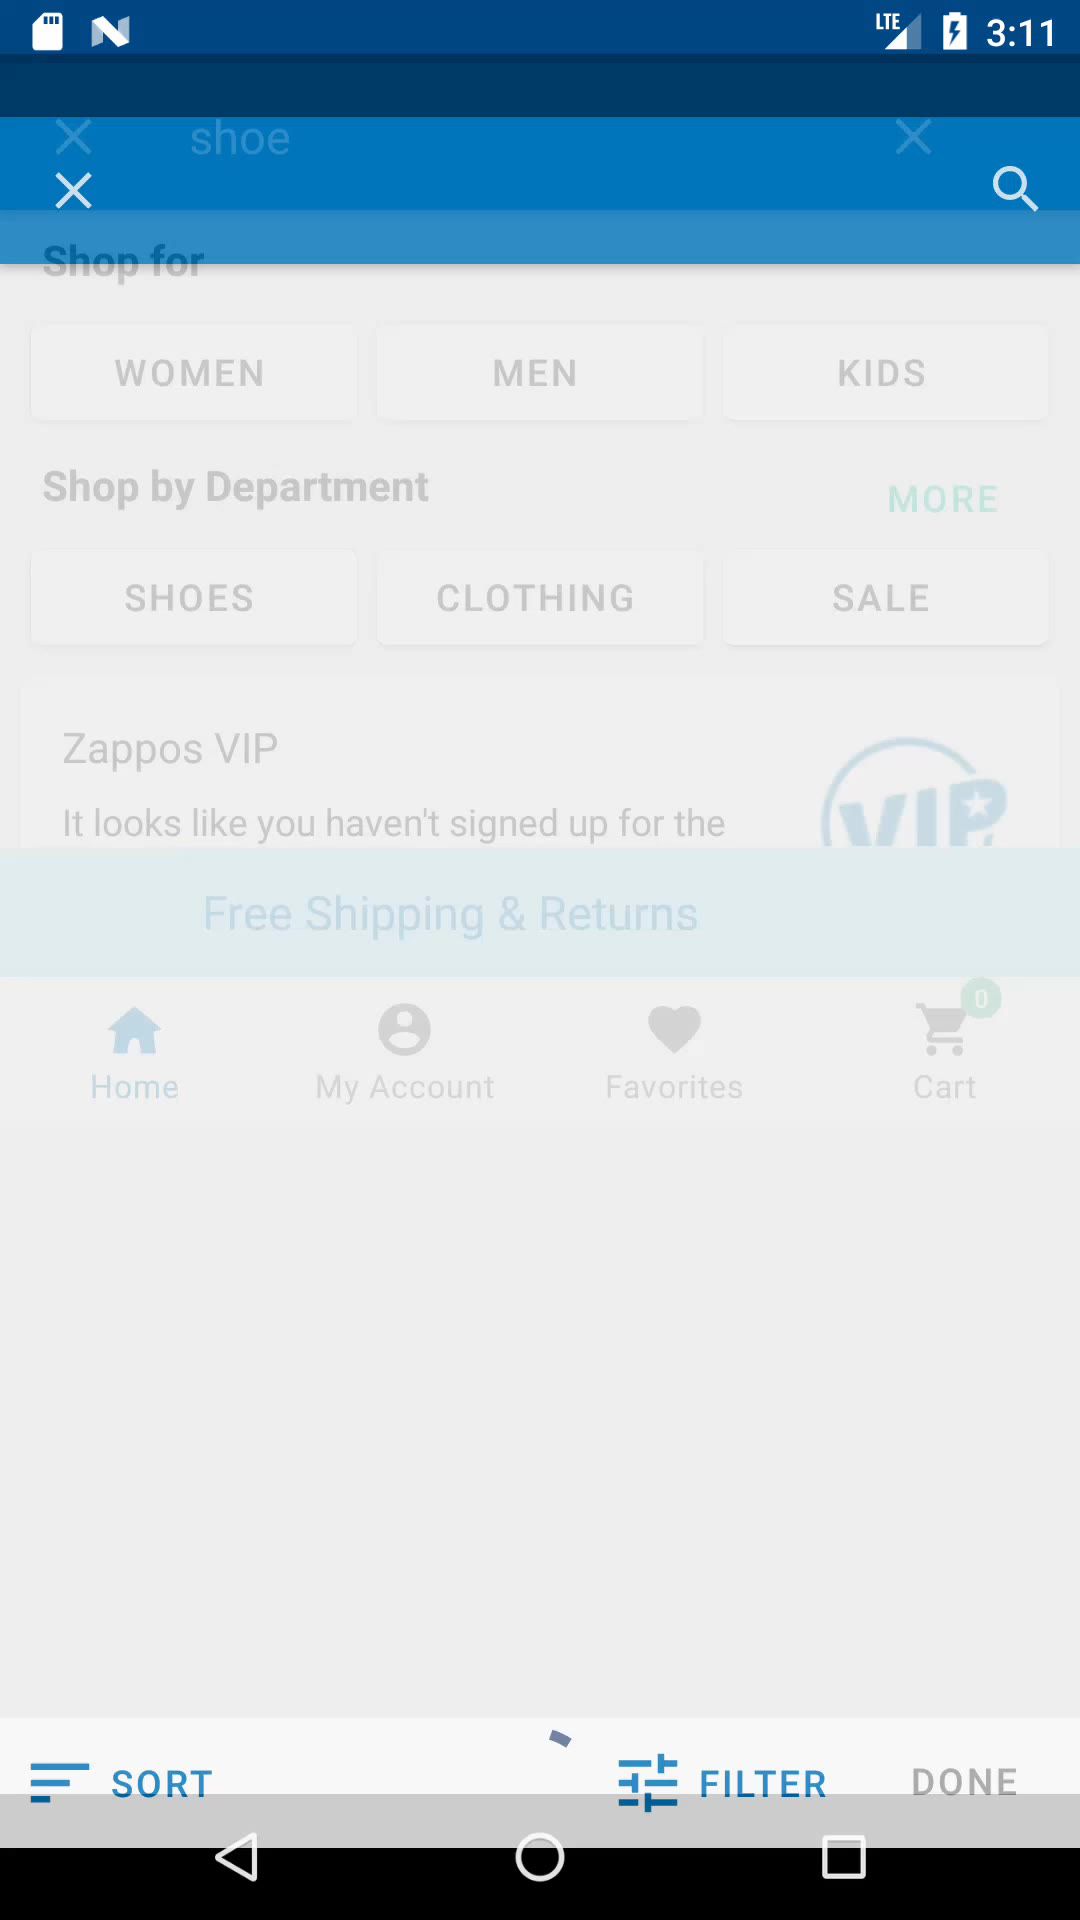 LTE 3:11
shoe
Shop for
WOMEN MEN KIDS
Shop by Department
MORE
SHOES CLOTHING SALE
Zappos VIP
It looks like you haven't signed up for the
VIP
Free Shipping & Returns
0
Home My Account Favorites Cart
SORT FILTER DONE